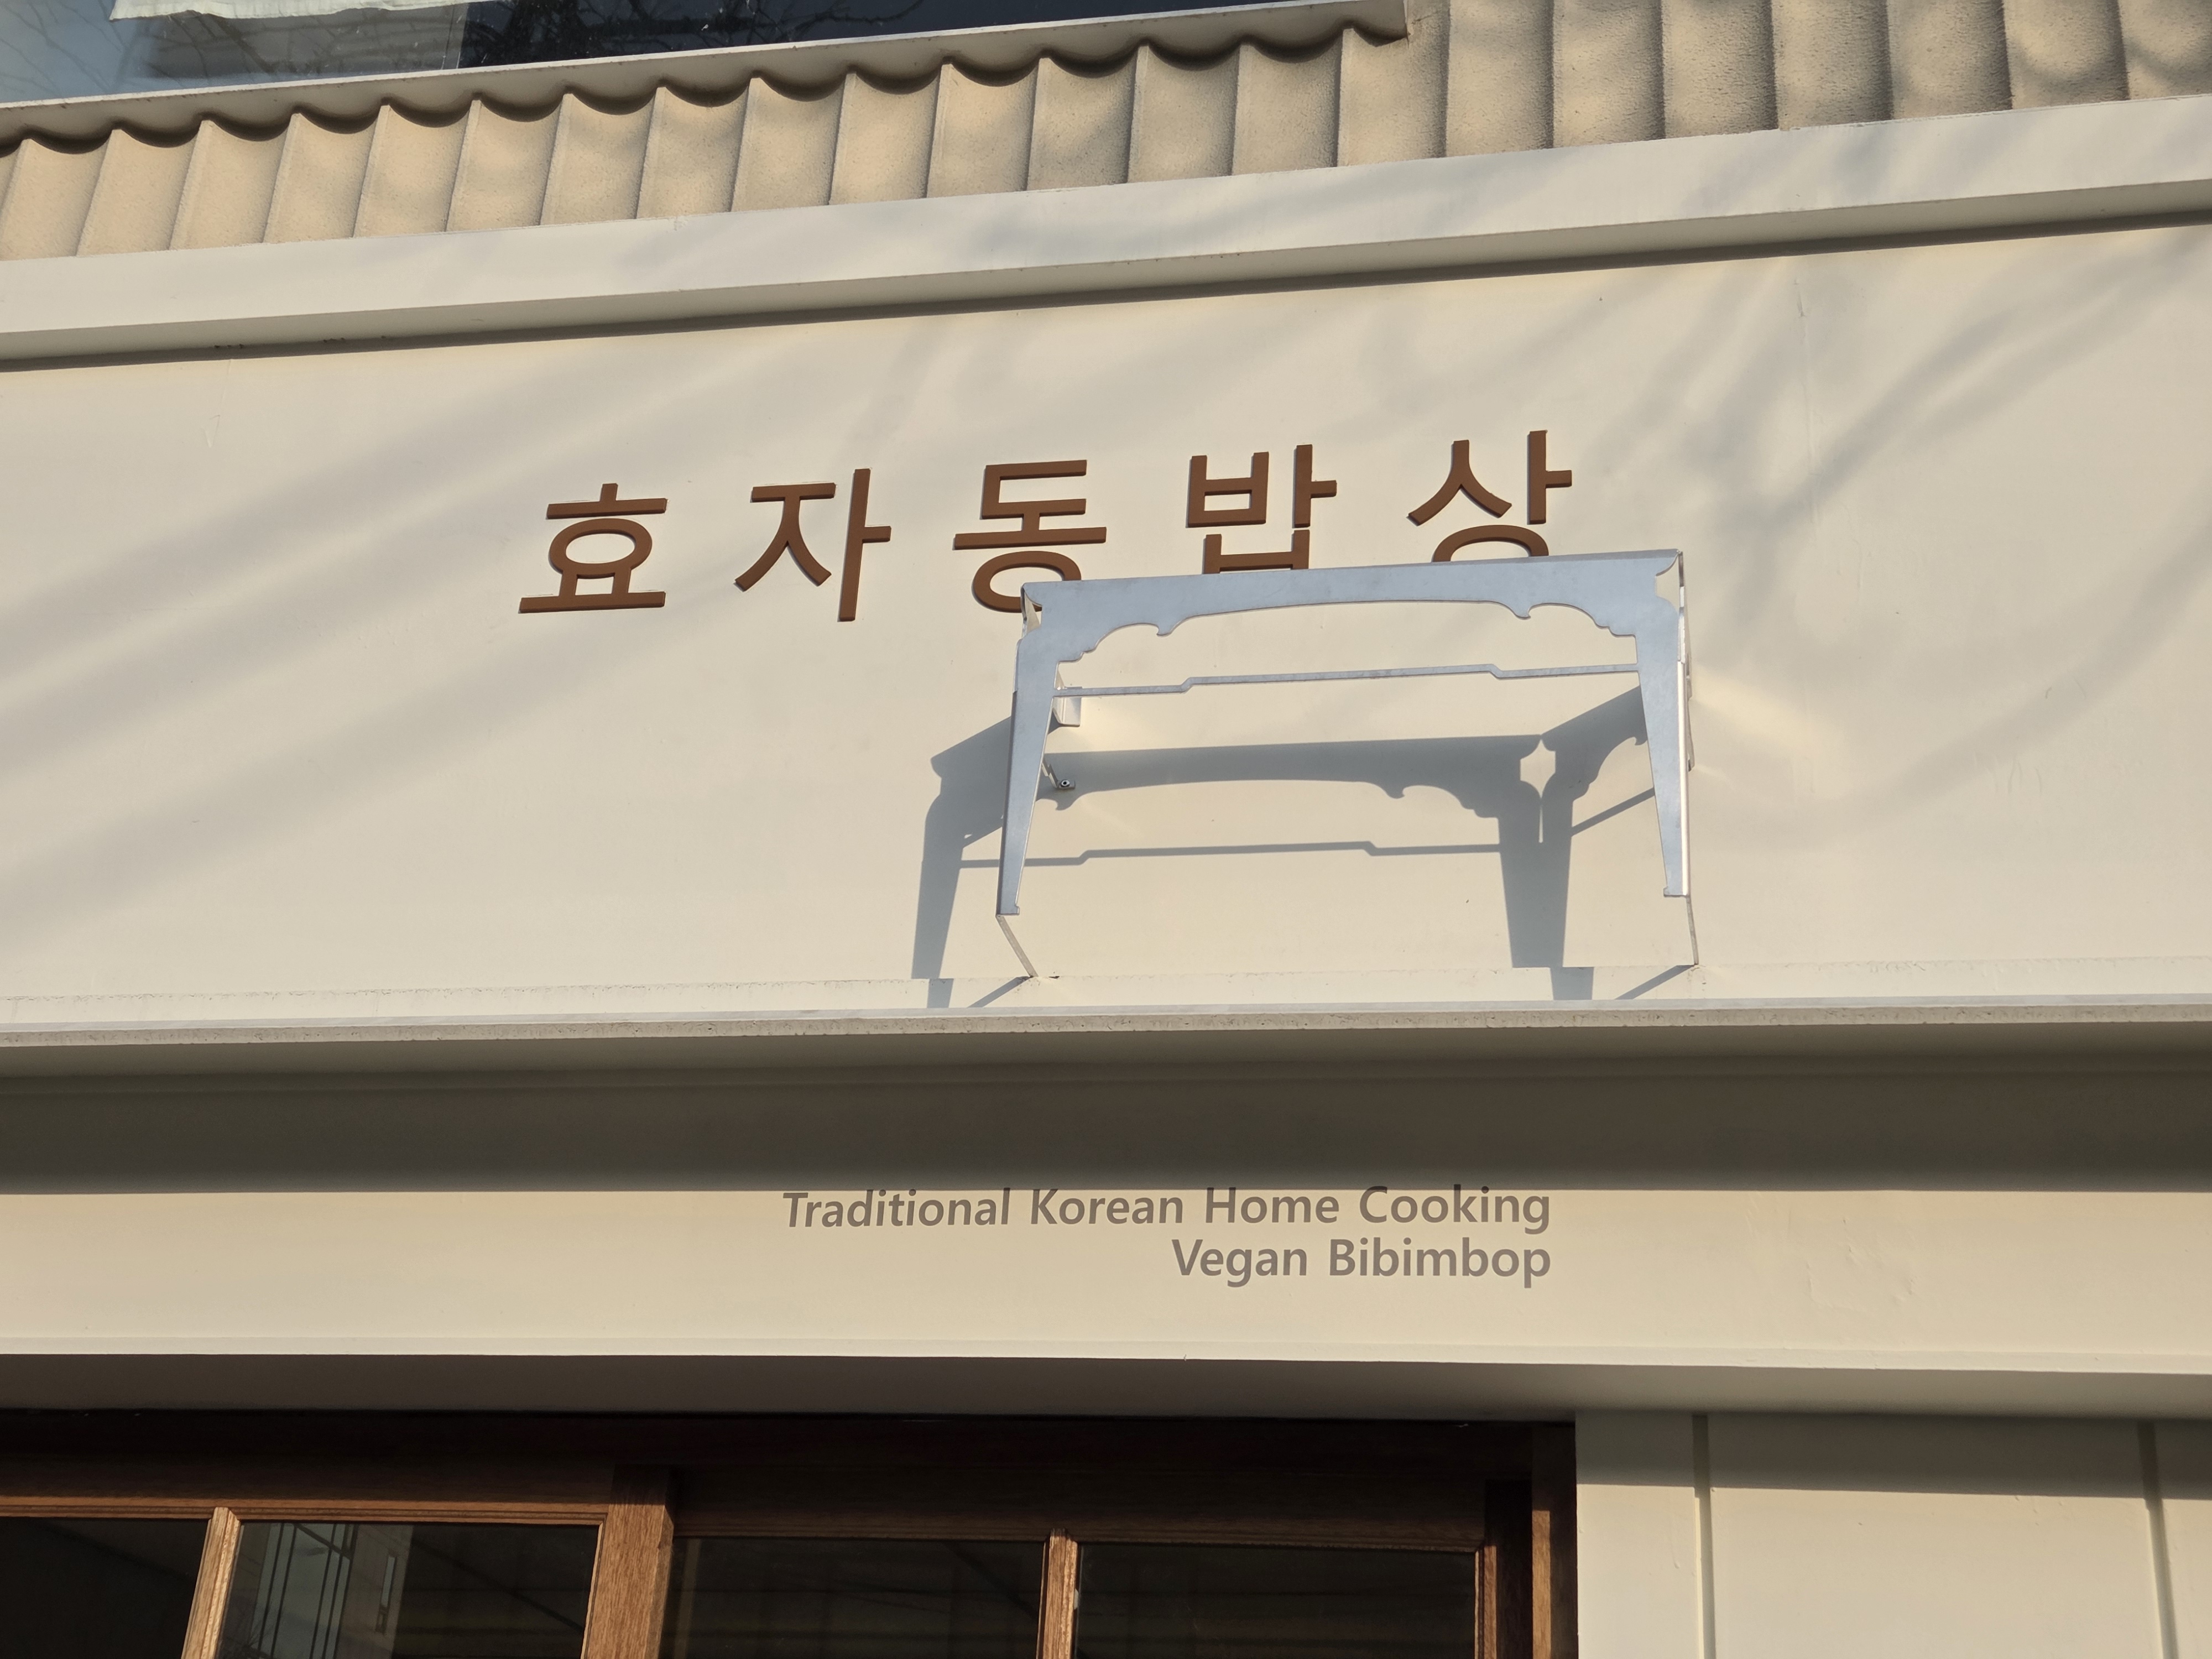 효자동밥상
Traditional Korean Home Cooking
Vegan Bibimbop